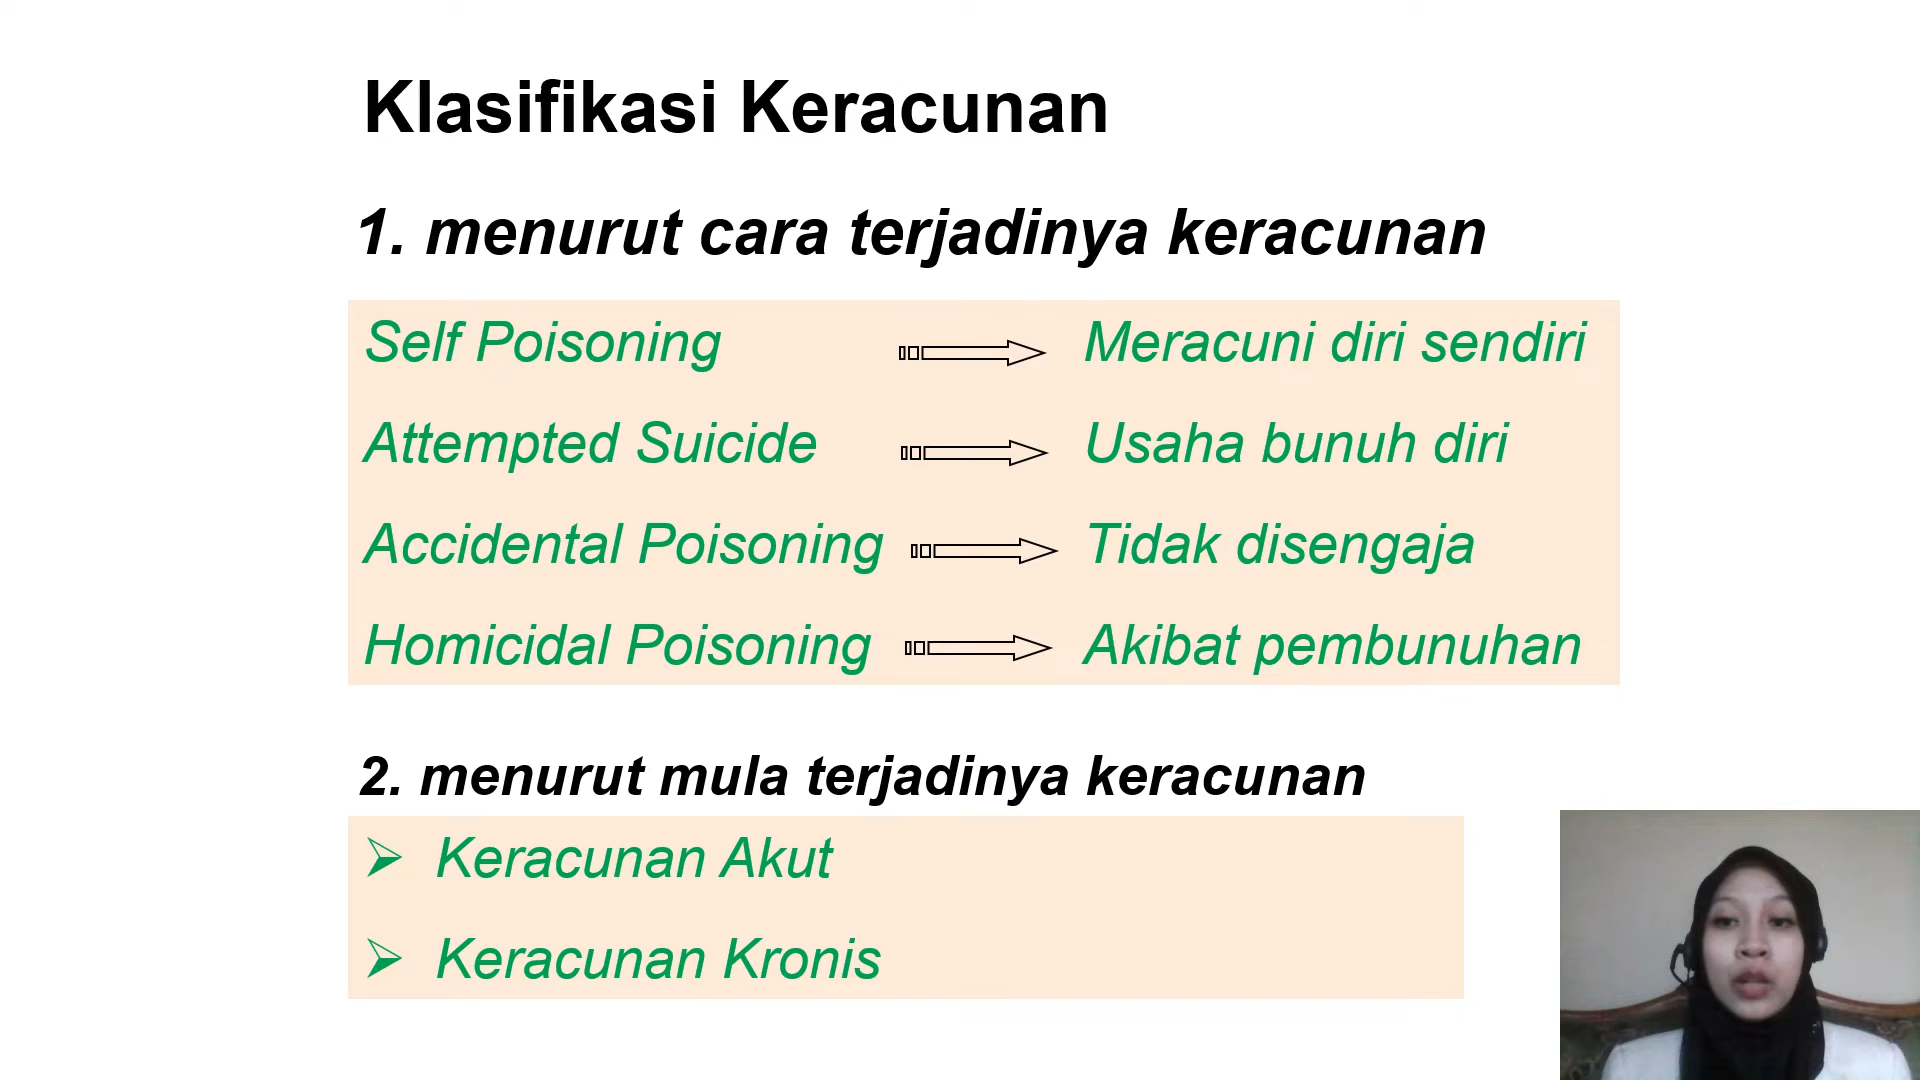 Klasifikasi Keracunan
1. menurut cara terjadinya keracunan
Self Poisoning Meracuni diri sendiri
Attempted Suicide Usaha bunuh diri
Accidental Poisoning Tidak disengaja
Homicidal Poisoning Akibat pembunuhan
2. menurut mula terjadinya keracunan
Keracunan Akut
Keracunan Kronis